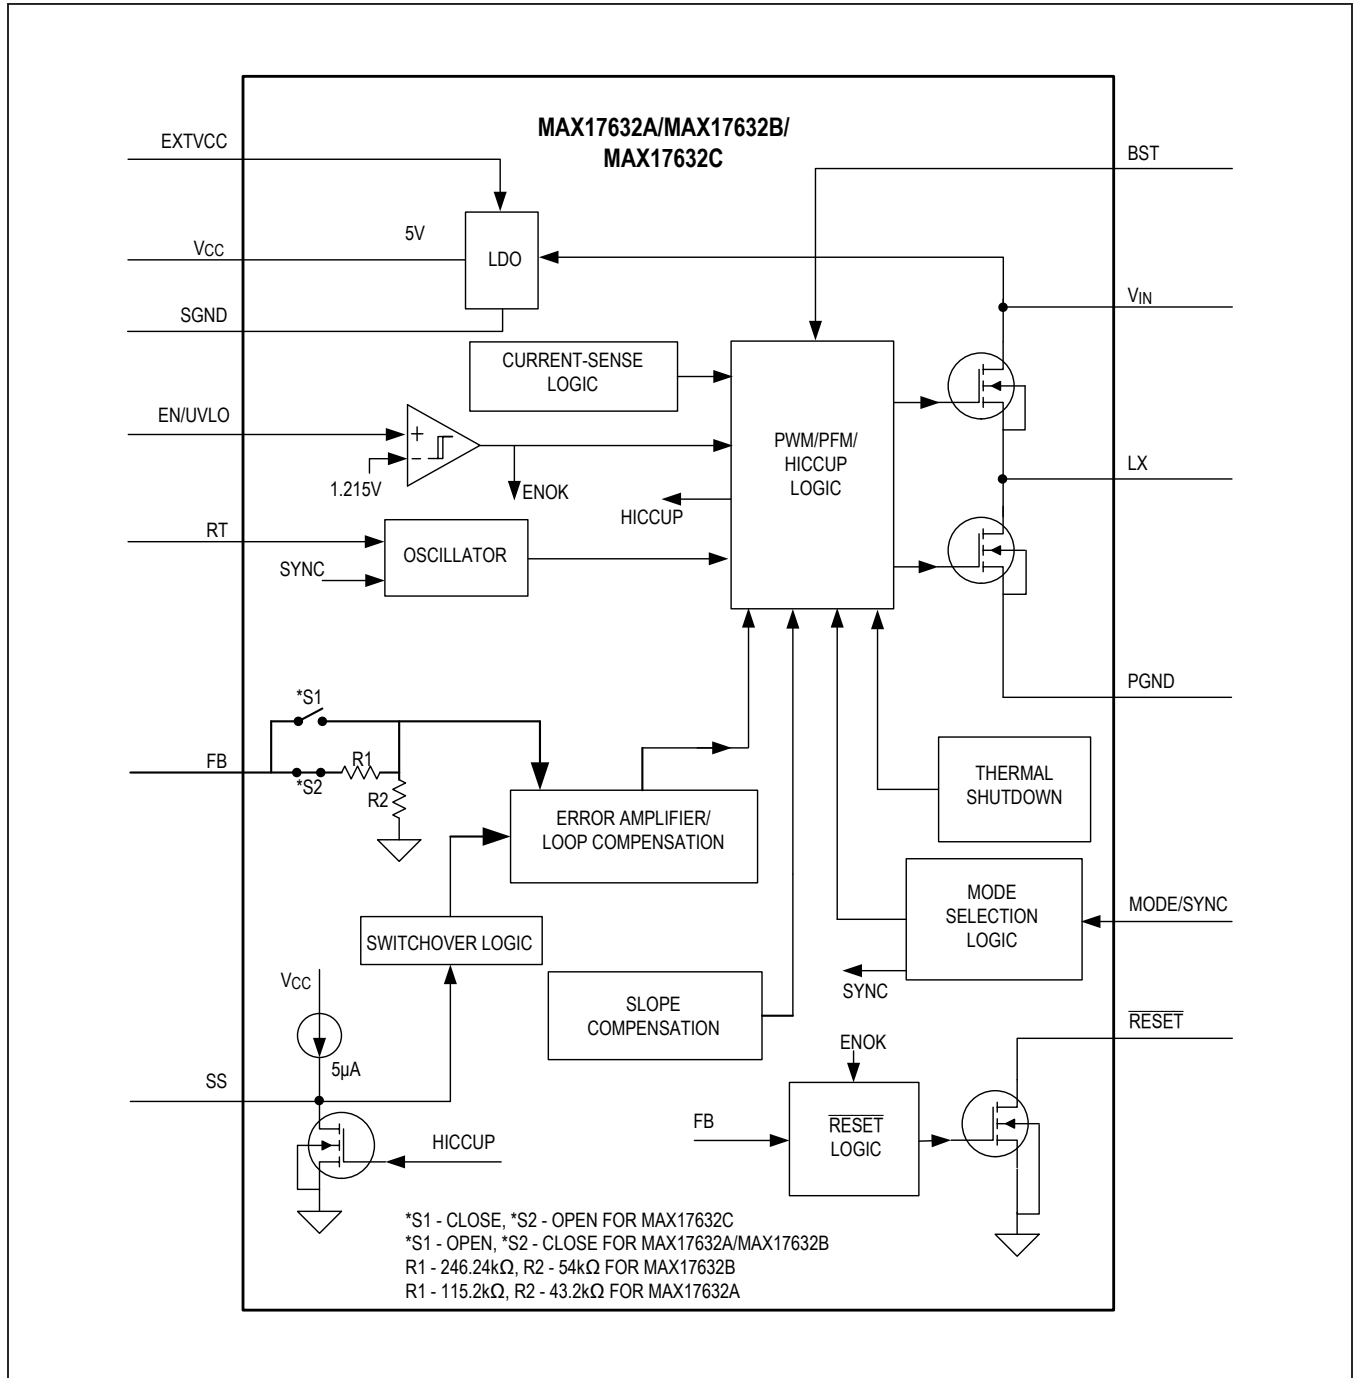 MAX17632A/MAX17632B/
MAX17632C
EXTVCC
BST
5V
VCC
LDO
VIN
SGND
CURRENT-SENSE
LOGIC
EN/UVLO
+
-
1.215V
ENOK
PWM/PFM/
HICCUP
LOGIC
LX
HICCUP
RT
OSCILLATOR
SYNC
*S1
PGND
FB
R1
*S2
R2
THERMAL
SHUTDOWN
ERROR AMPLIFIER/
LOOP COMPENSATION
MODE
SELECTION
LOGIC
MODE/SYNC
SWITCHOVER LOGIC
SYNC
VCC
SLOPE
COMPENSATION
RESET
ENOK
5µA
SS
FB
RESET
LOGIC
HICCUP
*S1 - CLOSE, *S2 - OPEN FOR MAX17632C
*S1 - OPEN, *S2 - CLOSE FOR MAX17632A/MAX17632B
R1 - 246.24kΩ, R2 - 54kΩ FOR MAX17632B
R1 - 115.2kΩ, R2 - 43.2kΩ FOR MAX17632A